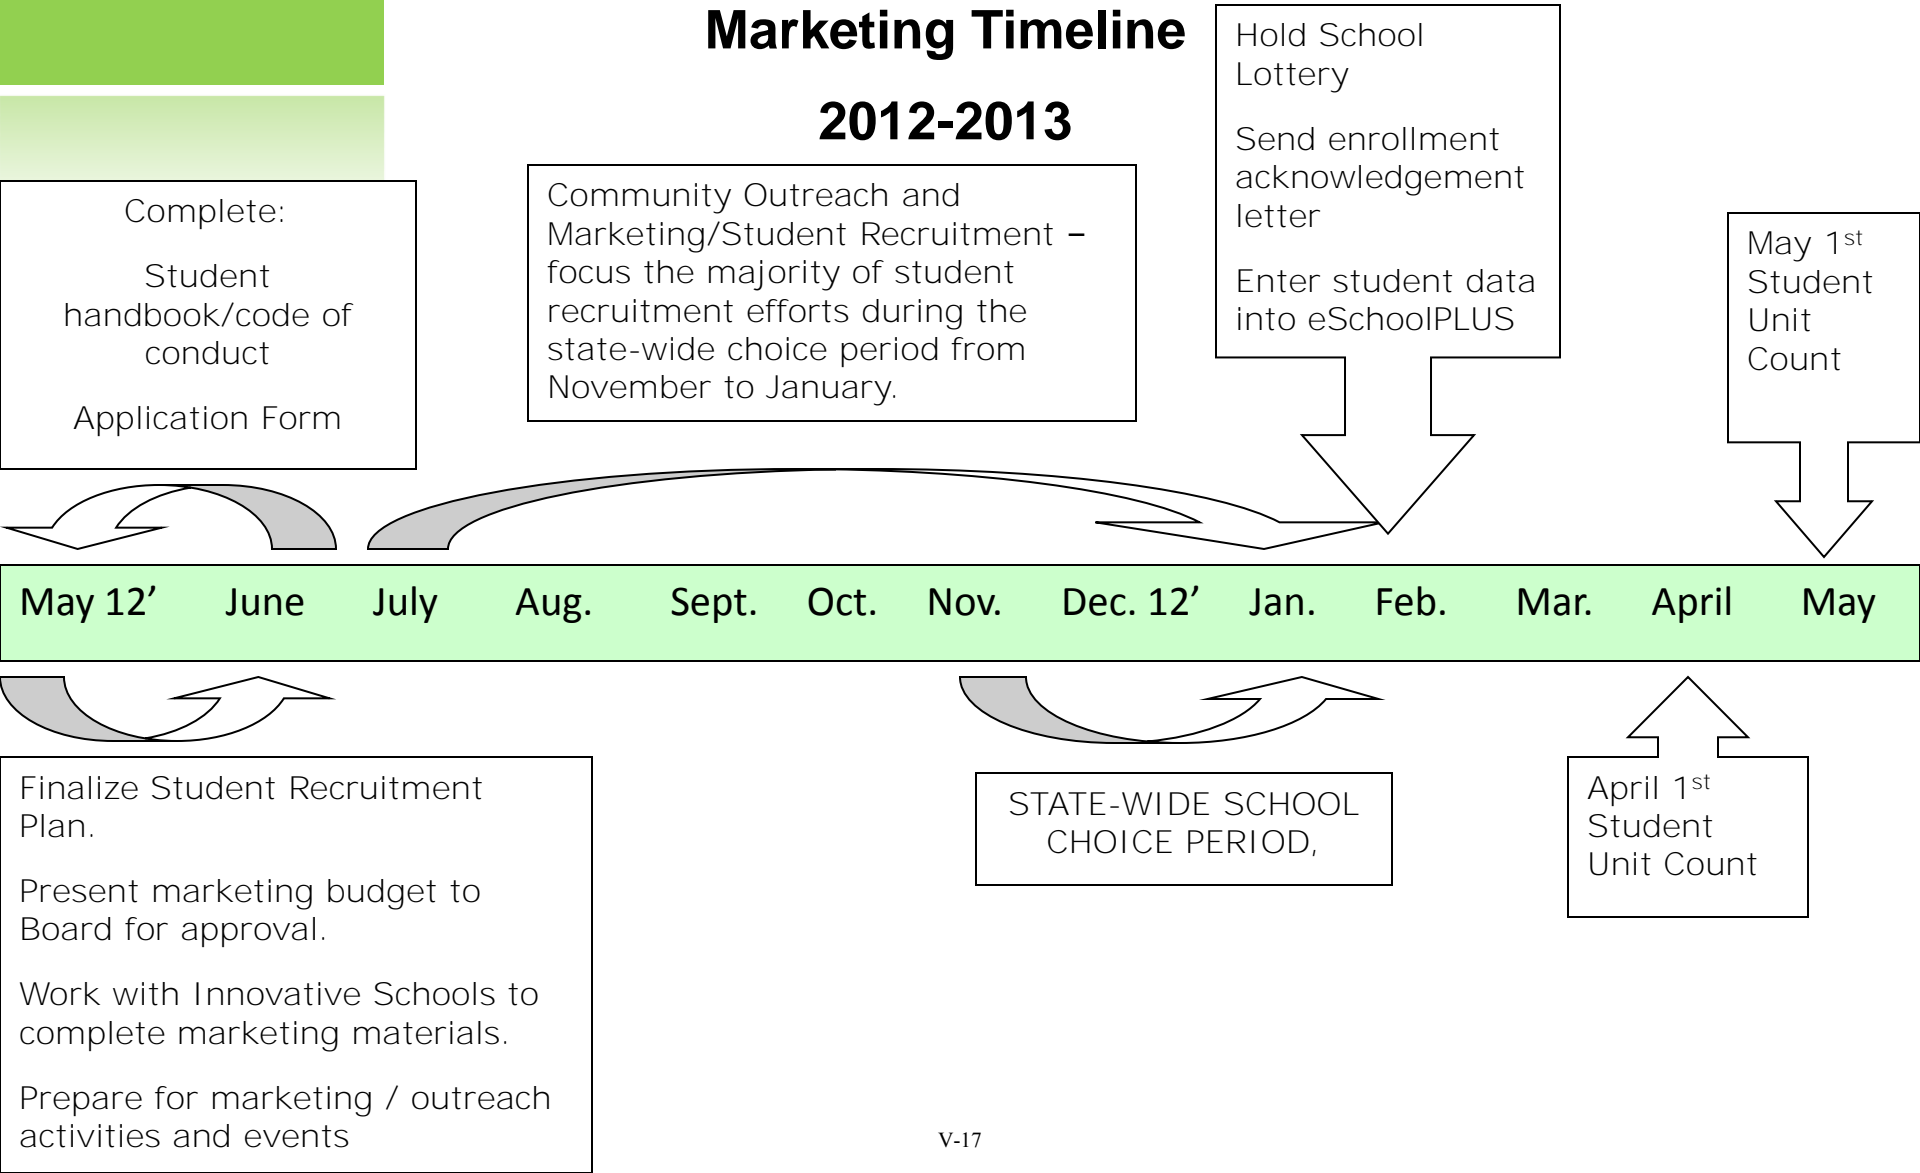 Marketing Timeline
2012-2013
Complete:
Student
handbook/code of
conduct
Application Form
Community Outreach and
Marketing/Student Recruitment –
focus the majority of student
recruitment efforts during the
state-wide choice period from
November to January.
Hold School
Lottery
Send enrollment
acknowledgement
letter
Enter student data
into eSchoolPLUS
May 1st
Student
Unit
Count
May 12’ June July Aug. Sept. Oct. Nov. Dec. 12’ Jan. Feb. Mar. April May
Finalize Student Recruitment
Plan.
Present marketing budget to
Board for approval.
Work with Innovative Schools to
complete marketing materials.
Prepare for marketing / outreach
activities and events
STATE-WIDE SCHOOL
CHOICE PERIOD,
April 1st
Student
Unit Count
V-17